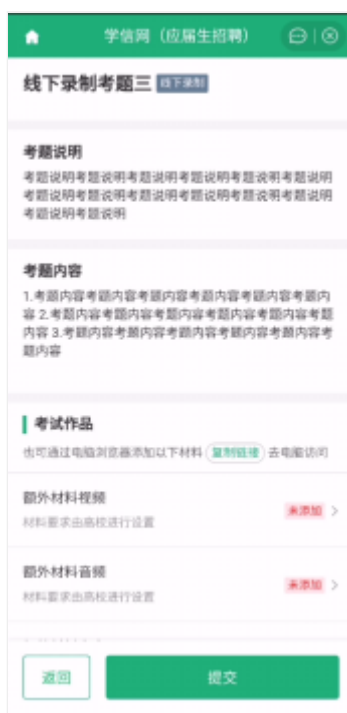 学信网（应届生招聘）
线下录制考题三 线下录制
考题说明
考题说明考题说明考题说明考题说明考题说明考题说明
考题说明考题说明考题说明考题说明考题说明考题说明
考题说明考题说明
考题内容
1.考题内容考题内容考题内容考题内容考题内容考题内
容 2.考题内容考题内容考题内容考题内容考题内容考题
内容 3.考题内容考题内容考题内容考题内容考题内容考
题内容
考试作品
也可通过电脑浏览器添加以下材料 复制链接 去电脑访问
额外材料视频
材料要求由高校进行设置
未添加
额外材料音频
材料要求由高校进行设置
未添加
返回
提交